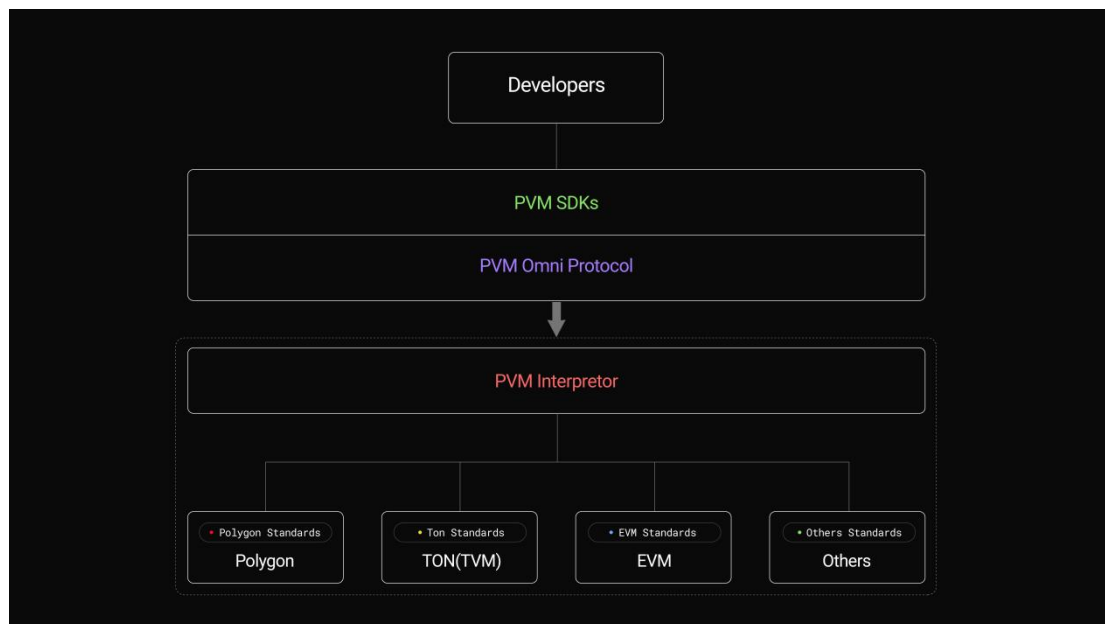 Developers
PVM SDKs
PVM Omni Protocol
PVM Interpretor
Polygon Standards
Polygon
Ton Standards
TON(TVM)
EVM Standards
EVM
Others Standards
Others